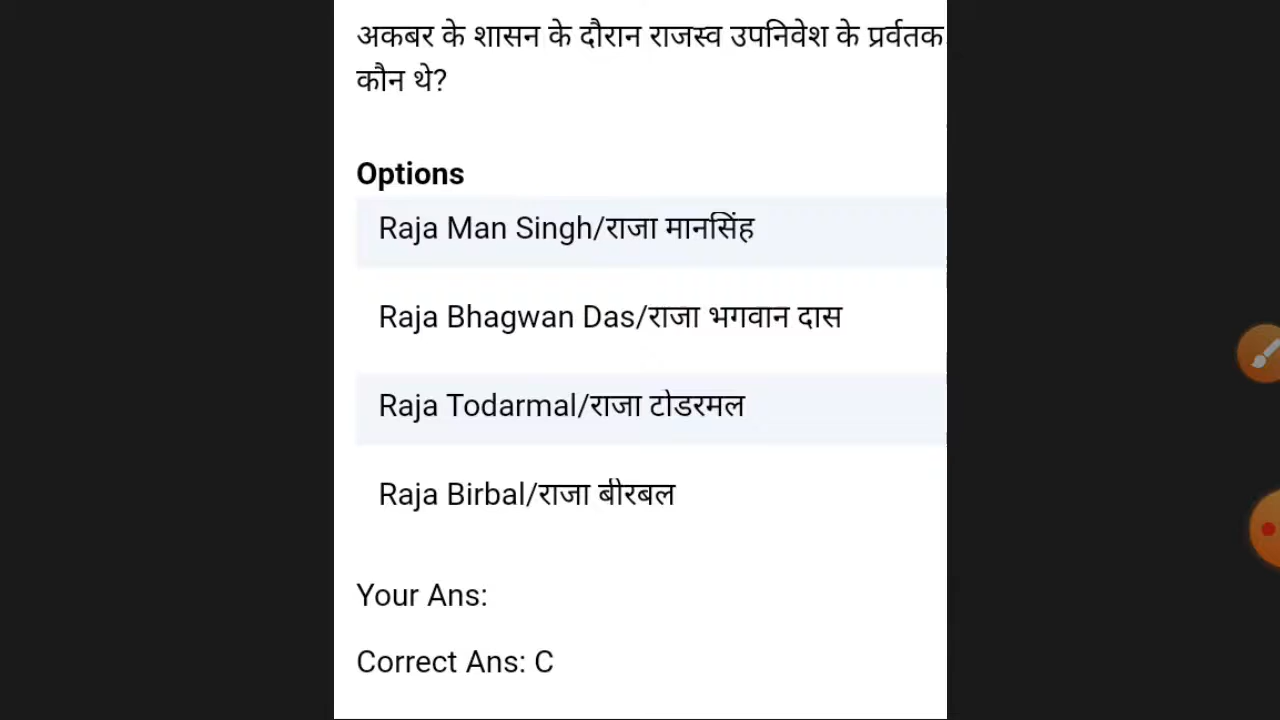 अकबर के शासन के दौरान राजस्व उपनिवेश के प्रर्वतक
कौन थे?
Options
Raja Man Singh/राजा मानसिंह
Raja Bhagwan Das/राजा भगवान दास
Raja Todarmal/राजा टोडरमल
Raja Birbal/राजा बीरबल
Your Ans:
Correct Ans: C